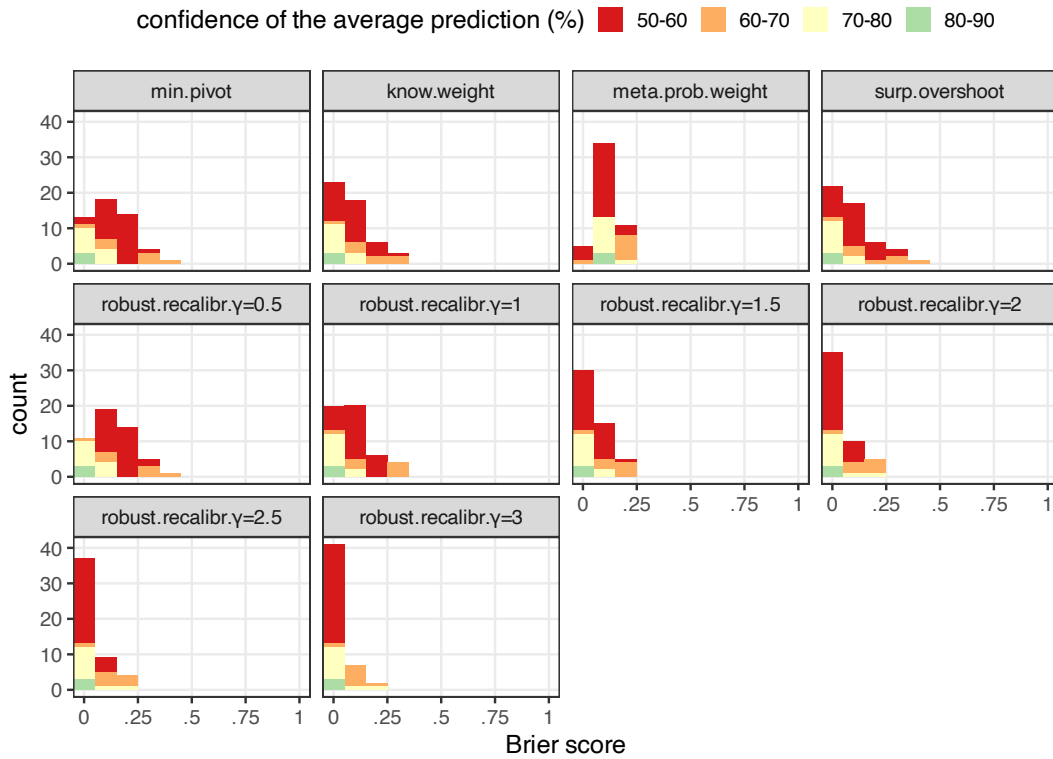 confidence of the average prediction (%) 50-60 60-70 70-80 80-90
min.pivot know.weight meta.prob.weight surp.overshoot
40
30
20
10
0
robust.recalibr.γ=0.5 robust.recalibr.γ=1 robust.recalibr.γ=1.5 robust.recalibr.γ=2
40
30
20
10
0
0 .25 .5 .75 1 0 .25 .5 .75 1
robust.recalibr.γ=2.5 robust.recalibr.γ=3
40
30
20
10
0
0 .25 .5 .75 1 0 .25 .5 .75 1
count
Brier score